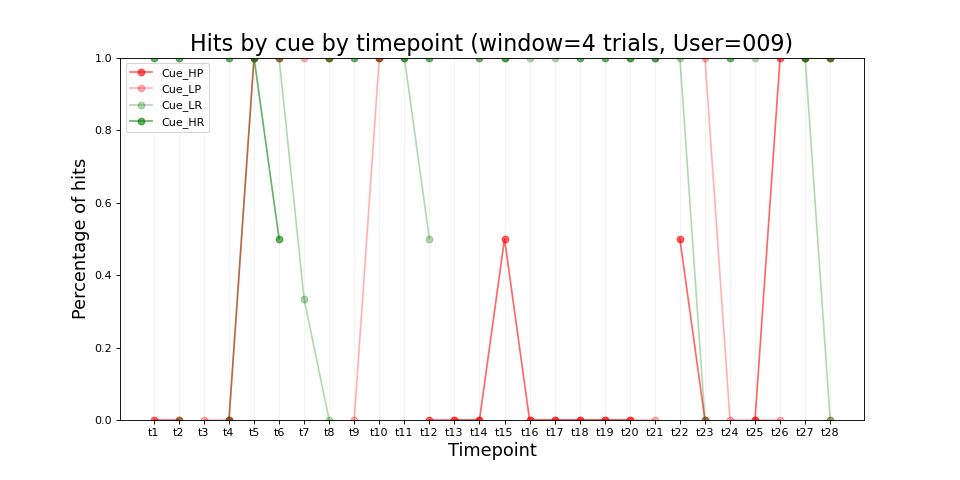 Hits by cue by timepoint (window=4 trials, User=009)
Percentage of hits
1.0
0.8
0.6
0.4
0.2
0.0
Cue_HP
Cue_LP
Cue_LR
Cue_HR
t1 t2 t3 t4 t5 t6 t7 t8 t9 t10 t11 t12 t13 t14 t15 t16 t17 t18 t19 t20 t21 t22 t23 t24 t25 t26 t27 t28
Timepoint